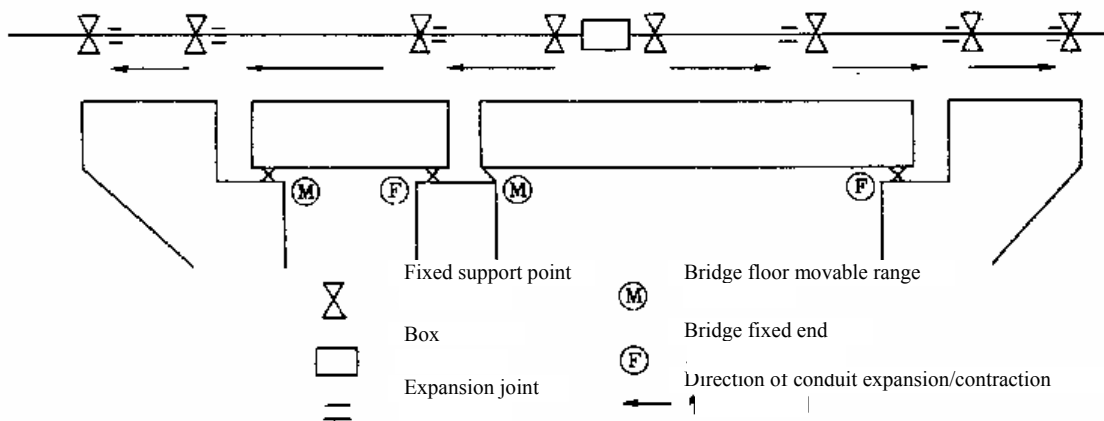 M
F
M
F
Fixed support point
M
Bridge floor movable range
Box
F
Bridge fixed end
Expansion joint
Direction of conduit expansion/contraction